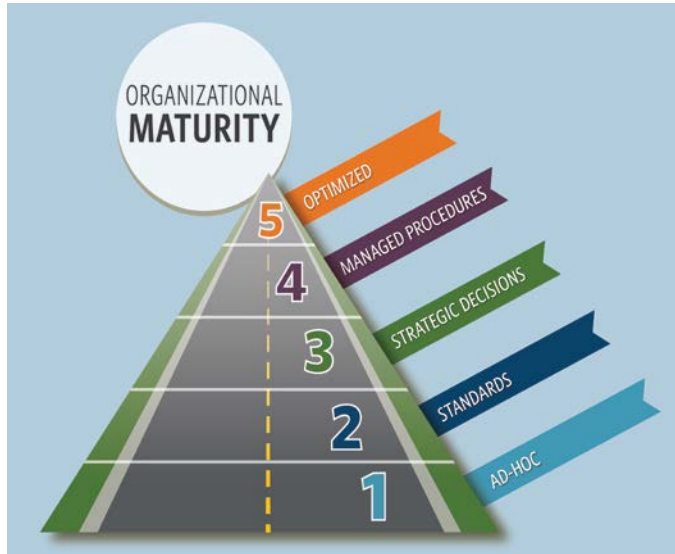 ORGANIZATIONAL
MATURITY
5
OPTIMIZED
4
MANAGED PROCEDURES
3
STRATEGIC DECISIONS
2
STANDARDS
1
AD-HOC